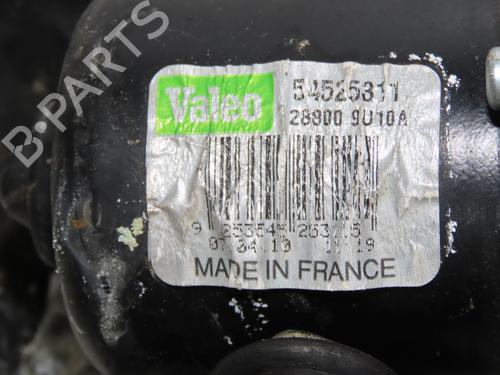 B-PARTS
Valeo
54525311
28800 9U10A
MADE IN FRANCE